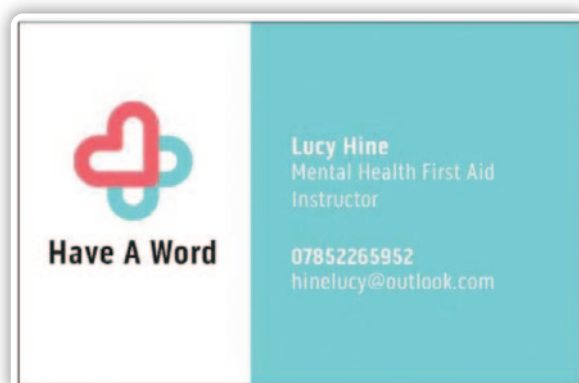 Have A Word
Lucy Hine
Mental Health First Aid
Instructor
07852265952
hinelucy@outlook.com